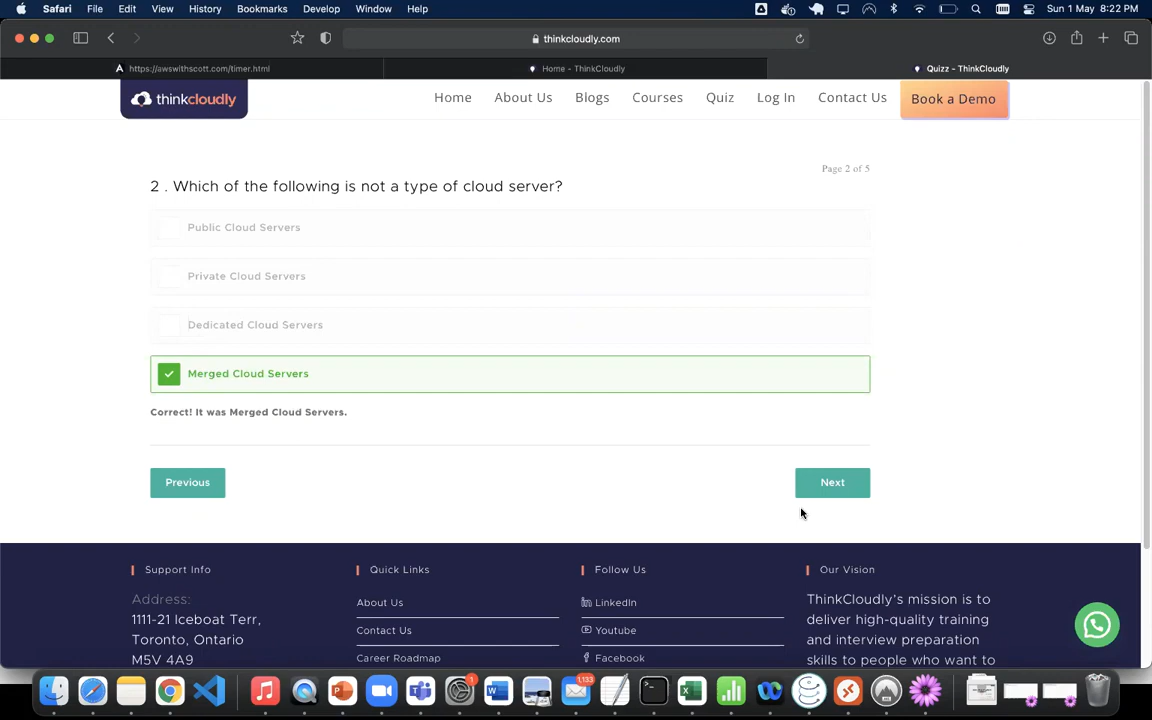 Safari File Edit View History Bookmarks Develop Window Help Sun 1 May 8:22 PM
thinkcloudly.com
https://awswithscott.com/timer.html Home - ThinkCloudly Quizz - ThinkCloudly
thinkcloudly Home About Us Blogs Courses Quiz Log In Contact Us Book a Demo
Page 2 of 5
2 . Which of the following is not a type of cloud server?
Public Cloud Servers
Private Cloud Servers
Dedicated Cloud Servers
Merged Cloud Servers
Correct! It was Merged Cloud Servers.
Previous Next
Support Info Quick Links Follow Us Our Vision
Address:
1111-21 Iceboat Terr,
Toronto, Ontario
M5V 4A9
About Us
Contact Us
Career Roadmap
LinkedIn
Youtube
Facebook
ThinkCloudly's mission is to
deliver high-quality training
and interview preparation
skills to people who want to
1
1,133